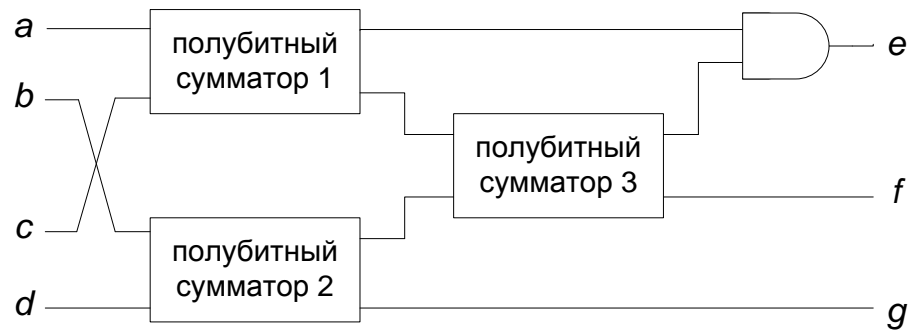 a
полубитный
сумматор 1
e
b
полубитный
сумматор 3
f
c
полубитный
сумматор 2
d
g